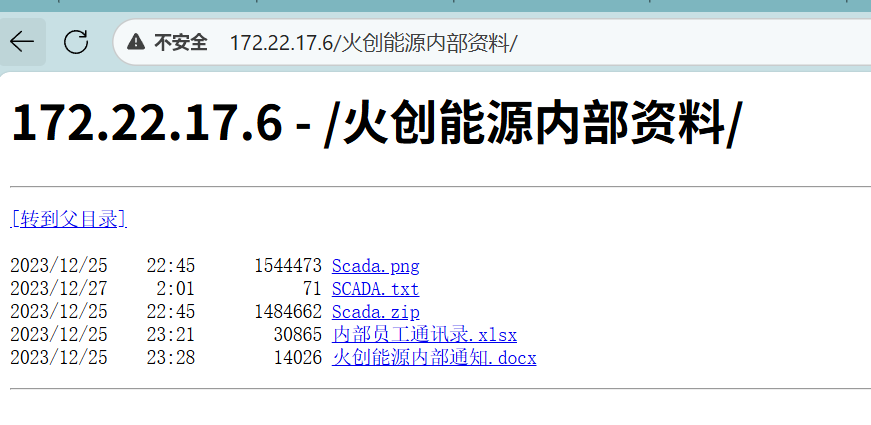 不安全 172.22.17.6/火创能源内部资料/
172.22.17.6 - /火创能源内部资料/
[转到父目录]
2023/12/25 22:45 1544473 Scada.png
2023/12/27 2:01 71 SCADA.txt
2023/12/25 22:45 1484662 Scada.zip
2023/12/25 23:21 30865 内部员工通讯录.xlsx
2023/12/25 23:28 14026 火创能源内部通知.docx